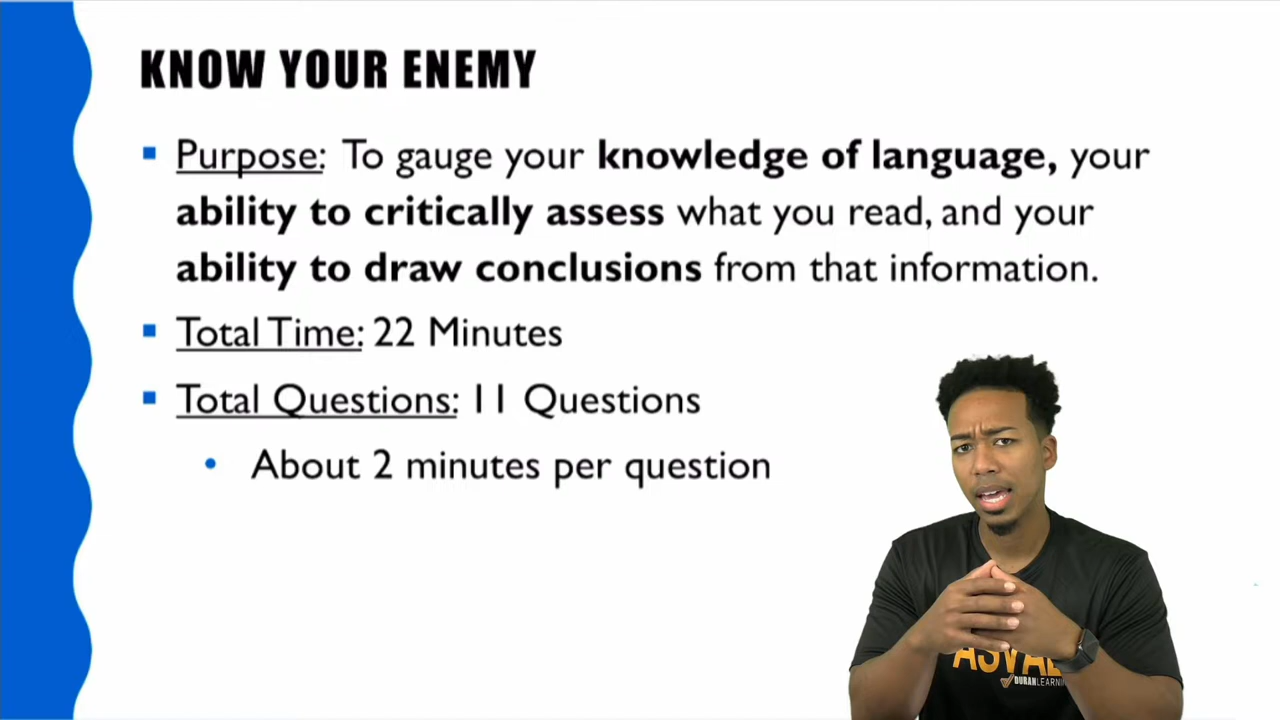 KNOW YOUR ENEMY
▪ Purpose: To gauge your knowledge of language, your
ability to critically assess what you read, and your
ability to draw conclusions from that information.
▪ Total Time: 22 Minutes
▪ Total Questions: 11 Questions
• About 2 minutes per question
DURANLEARNIN